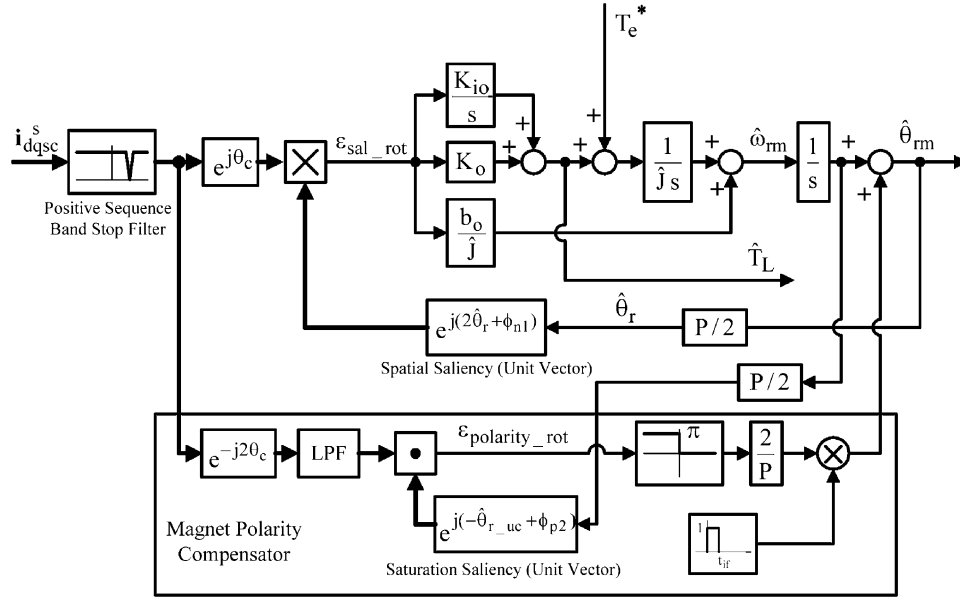 T_e*
K_io
s
i_dqsc^s
ε_sal_rot
ω̂_rm
θ̂_rm
e^jθ_c
K_o
1
Ĵ s
1
s
+ + + + + + + +
Positive Sequence
Band Stop Filter
b_o
Ĵ
T̂_L
e^j(2θ̂_r+ϕ_n1)
θ̂_r
P / 2
Spatial Saliency (Unit Vector)
P / 2
ε_polarity_rot
π
e^-j2θ_c
LPF
2
P
Magnet Polarity
Compensator
e^j(-θ̂_r_uc+ϕ_p2)
1
t_if
Saturation Saliency (Unit Vector)